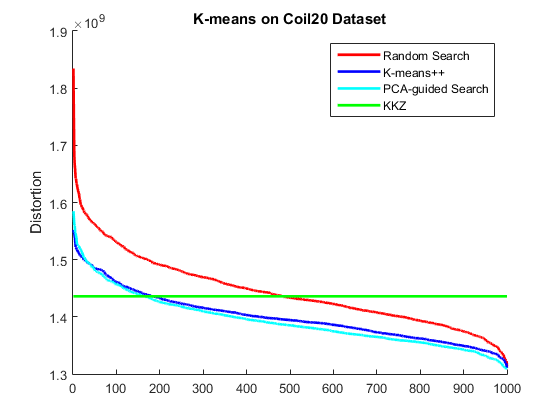 K-means on Coil20 Dataset
×10⁹
1.9
1.8
1.7
1.6
1.5
1.4
1.3
Distortion
Random Search
K-means++
PCA-guided Search
KKZ
0 100 200 300 400 500 600 700 800 900 1000